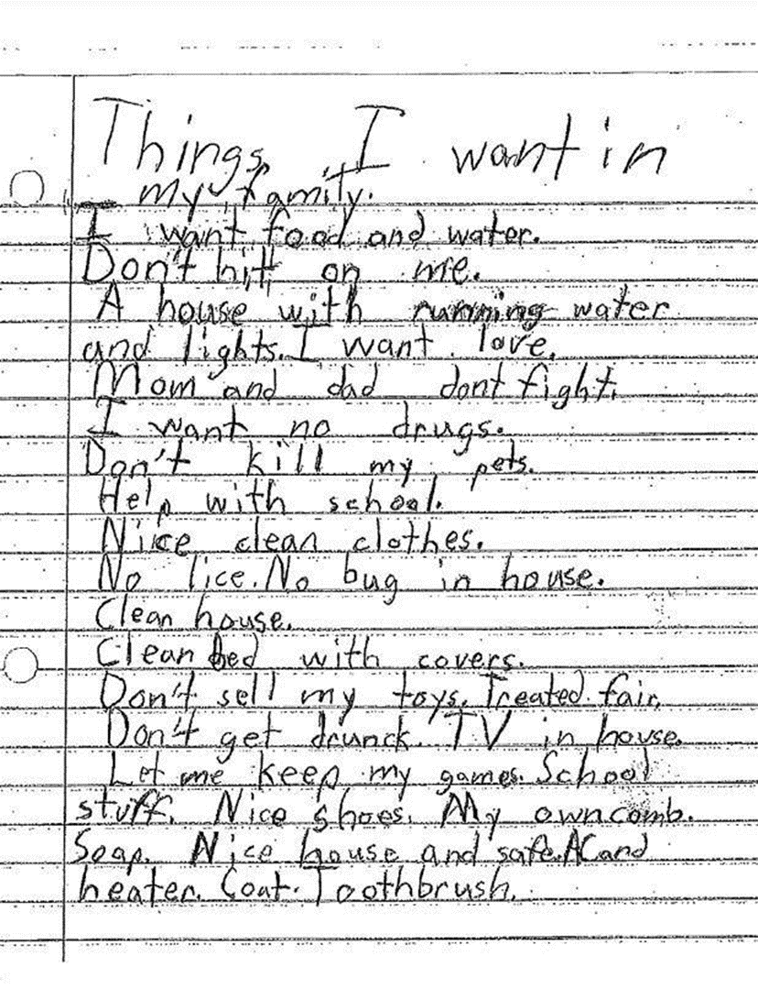 Things I want in
my family.
I want food and water.
Don't hit on me.
A house with running water
and lights. I want love.
Mom and dad dont fight.
I want no drugs.
Don't kill my pets.
Help with school.
Nice clean clothes.
No lice. No bug in house.
Clean house.
Clean bed with covers.
Don't sell my toys. Treated fair.
Don't get drunck. TV in house.
Let me keep my games. School
stuff. Nice shoes. My own comb.
Soap. Nice house and safe. AC and
heater. Coat. Toothbrush.